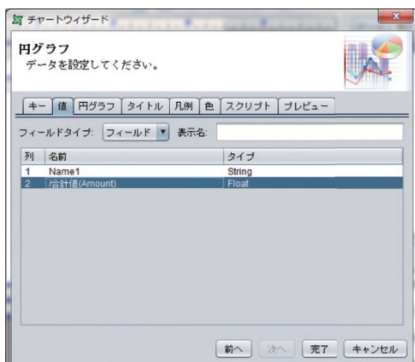 チャートウィザード
円グラフ
データを設定してください。
キー 値 円グラフ タイトル 凡例 色 スクリプト プレビュー
フィールドタイプ: フィールド 表示名:
列 名前 タイプ
1 Name1 String
2 /合計値(Amount) Float
前へ 次へ 完了 キャンセル